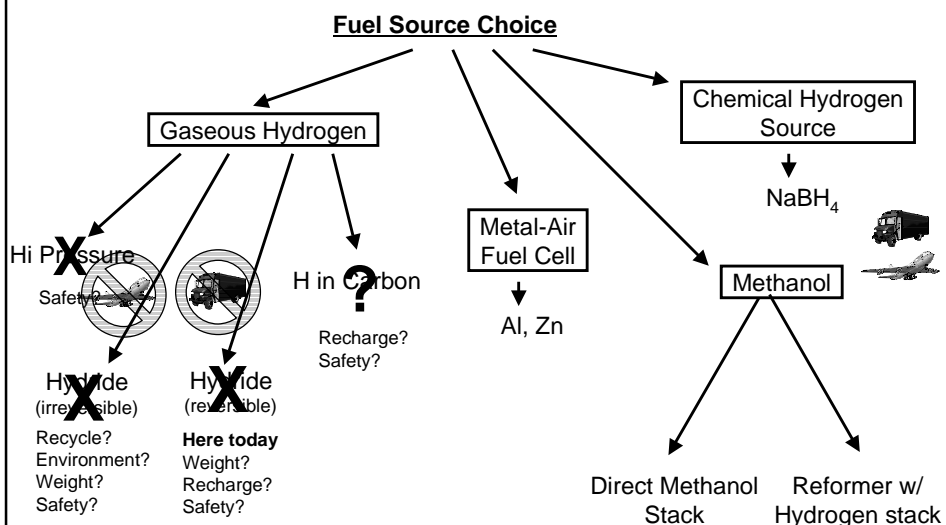 Fuel Source Choice
Gaseous Hydrogen
Hi Pressure
X
Safety?
Hydride
(irreversible)
X
Recycle?
Environment?
Weight?
Safety?
Hydride
(reversible)
X
Here today
Weight?
Recharge?
Safety?
H in Carbon
?
Recharge?
Safety?
Metal-Air
Fuel Cell
Al, Zn
Methanol
Direct Methanol
Stack
Reformer w/
Hydrogen stack
Chemical Hydrogen
Source
NaBH₄